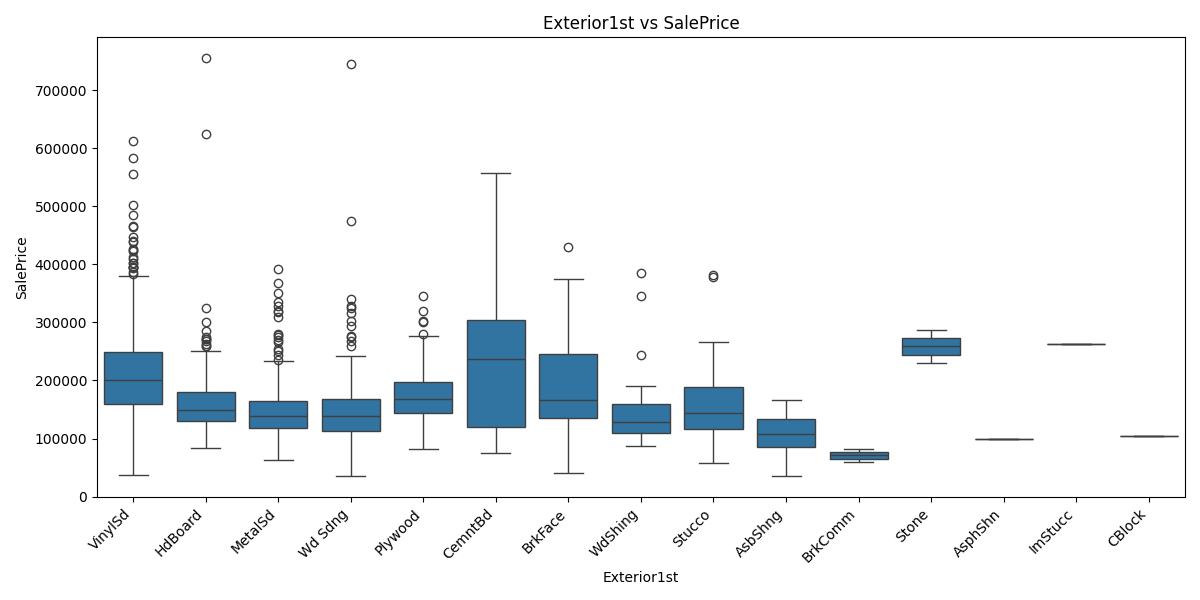 Exterior1st vs SalePrice
SalePrice
700000
600000
500000
400000
300000
200000
100000
0
VinylSd
HdBoard
MetalSd
Wd Sdng
Plywood
CemntBd
BrkFace
WdShing
Stucco
AsbShng
BrkComm
Stone
AsphShn
ImStucc
CBlock
Exterior1st